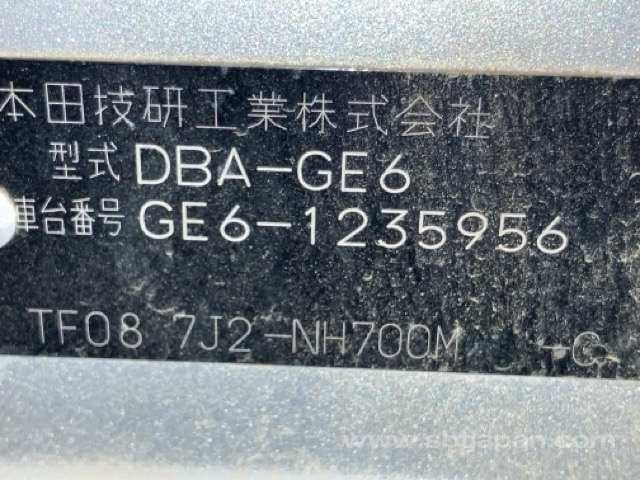 本田技研工業株式会社
型式 DBA-GE6
車台番号 GE6-1235956
TF08 7J2-NH700M -C
www.sbgapan.com